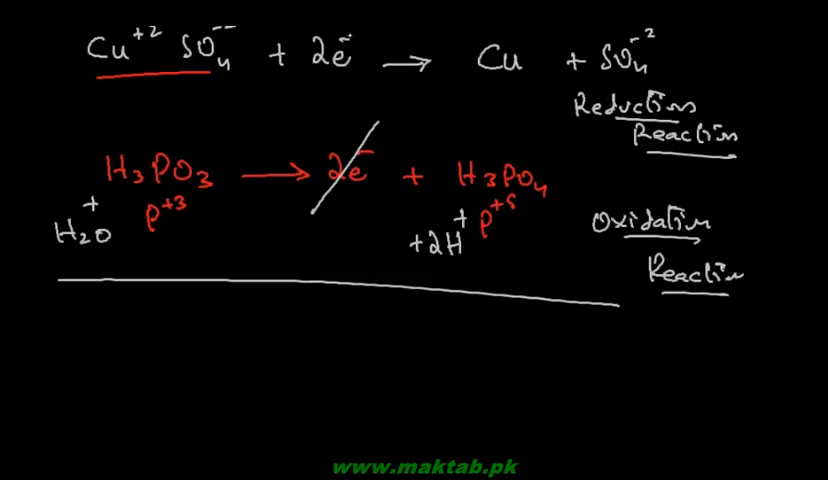 Cu⁺² SO₄⁻⁻ + 2e⁻ → Cu + SO₄⁻²
Reduction
Reaction
H₃PO₃ → 2e⁻ + H₃PO₄
+ P⁺³ P⁺⁵
H₂O +2H⁺
Oxidation
Reaction
www.maktab.pk